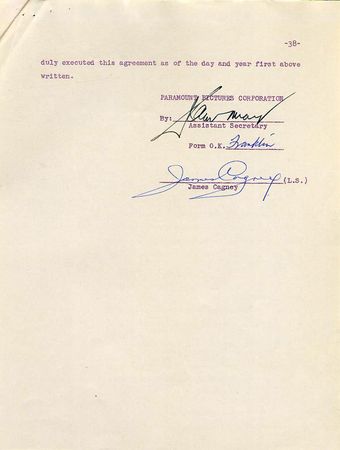 -38-
duly executed this agreement as of the day and year first above
written.
PARAMOUNT PICTURES CORPORATION
By:
Assistant Secretary
Form O.K. Franklin
James Cagney (L.S.)
James Cagney